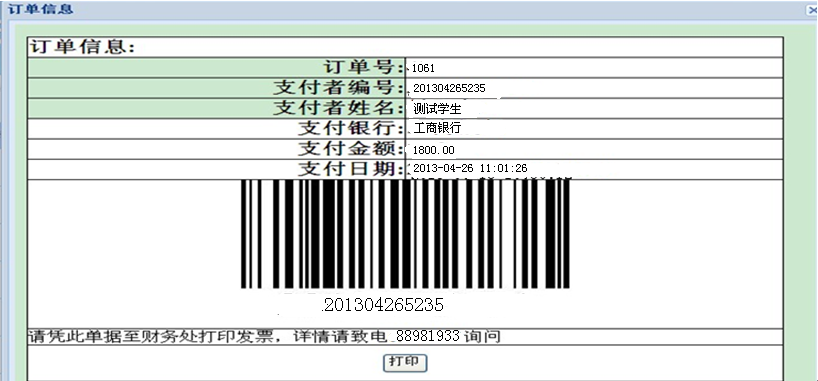 订单信息
订单信息：
订单号： 1061
支付者编号： 201304265235
支付者姓名： 测试学生
支付银行： 工商银行
支付金额： 1800.00
支付日期： 2013-04-26 11:01:26
201304265235
请凭此单据至财务处打印发票，详情请致电 88981933 询问
打印